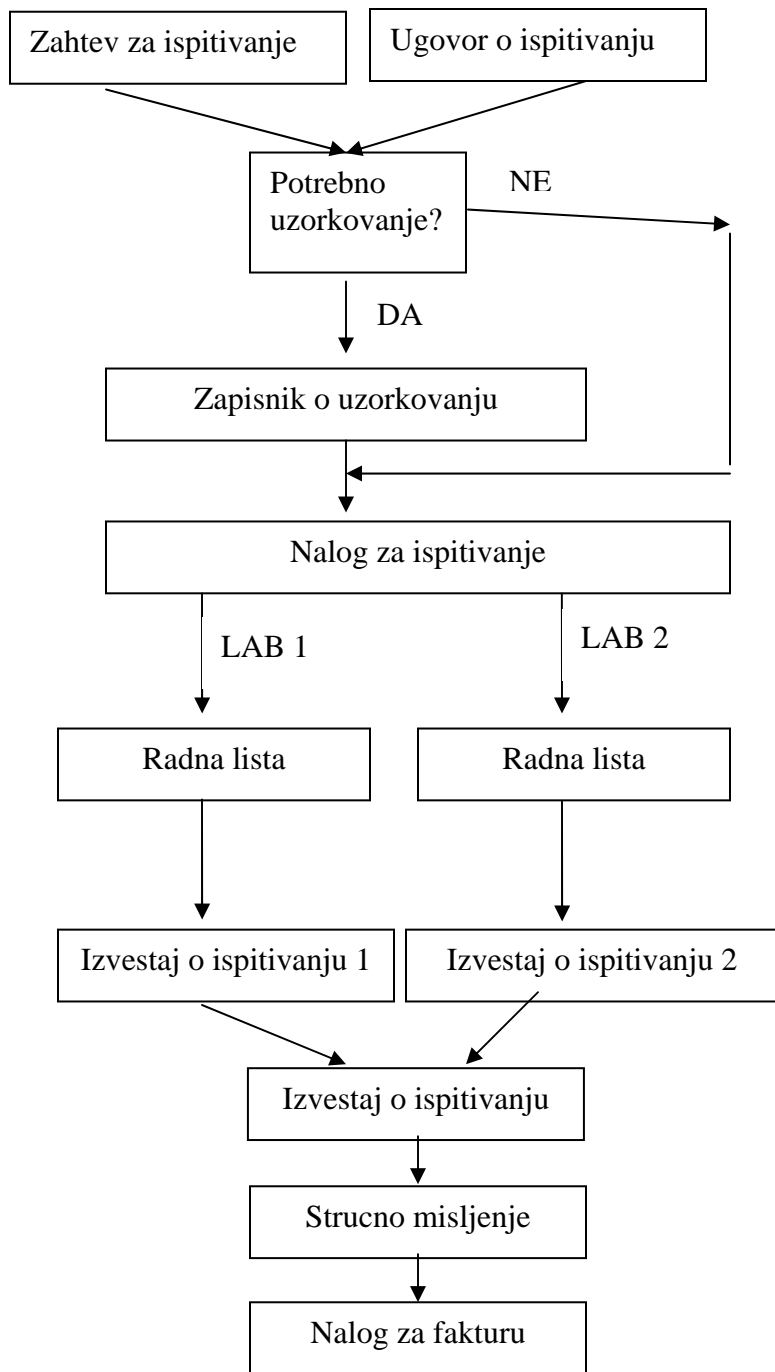 Zahtev za ispitivanje
Ugovor o ispitivanju
Potrebno
uzorkovanje?
NE
DA
Zapisnik o uzorkovanju
Nalog za ispitivanje
LAB 1
LAB 2
Radna lista
Radna lista
Izvestaj o ispitivanju 1
Izvestaj o ispitivanju 2
Izvestaj o ispitivanju
Strucno misljenje
Nalog za fakturu